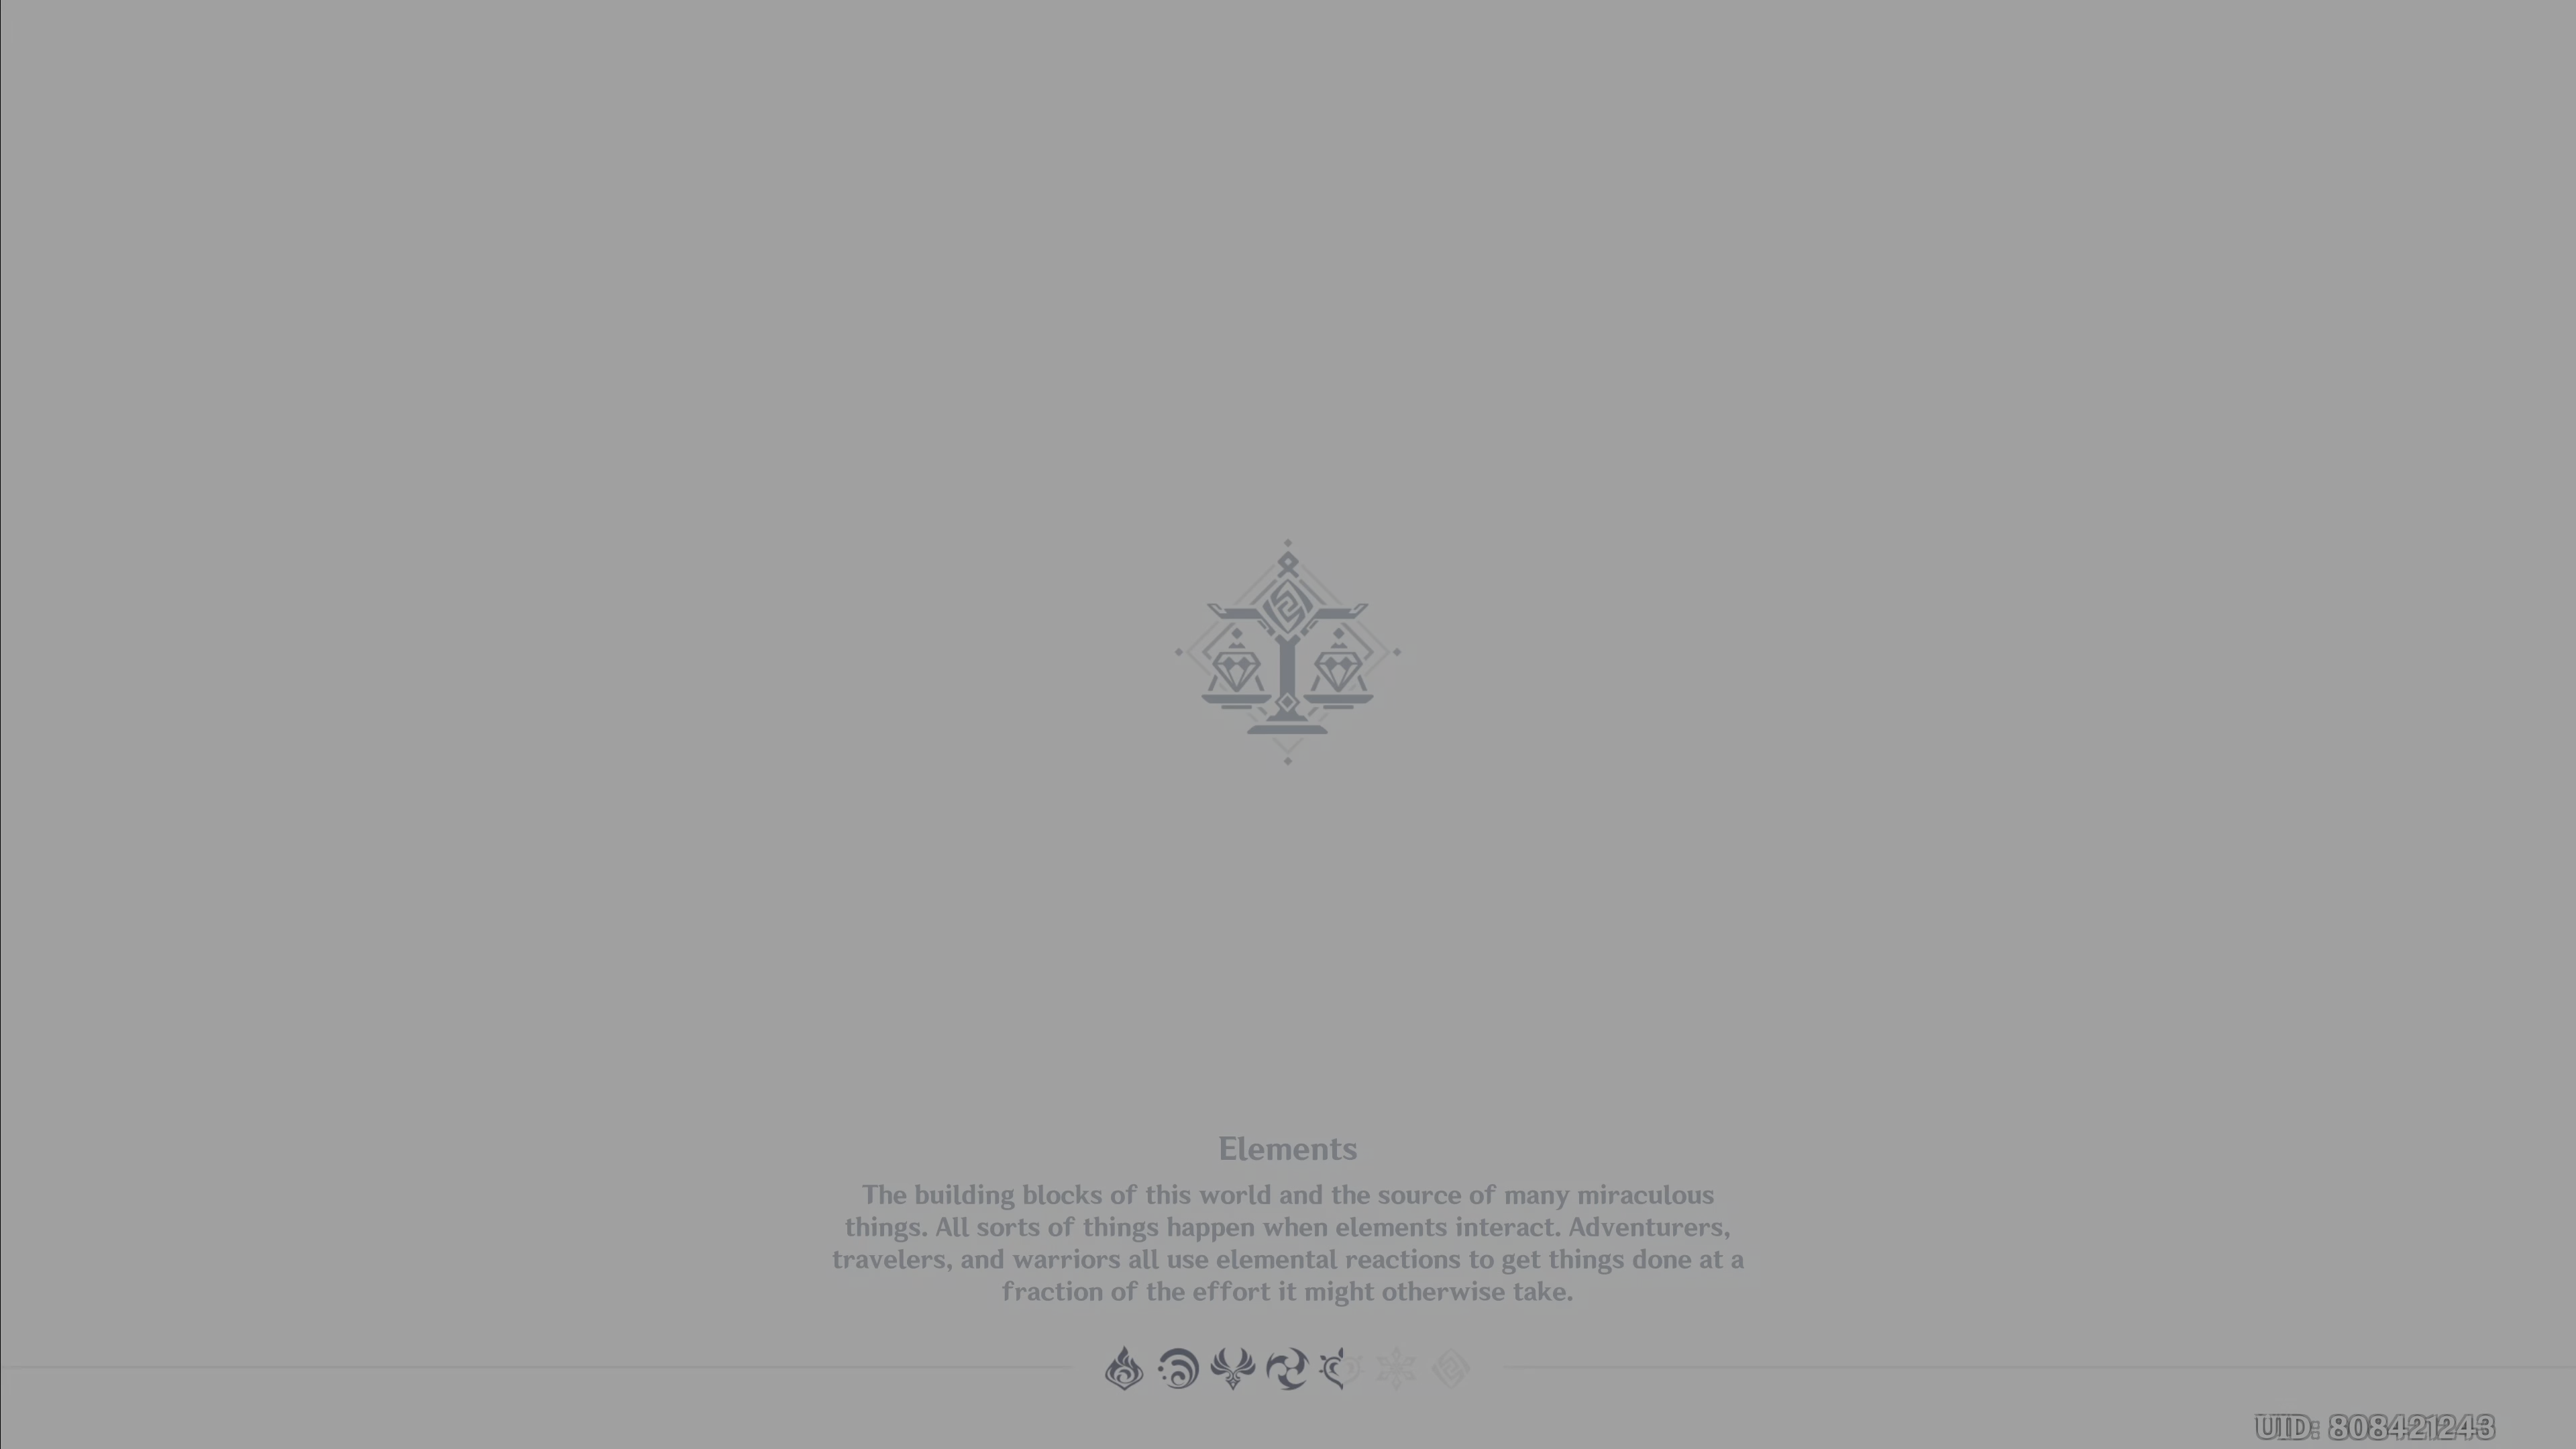 Elements
The building blocks of this world and the source of many miraculous
things. All sorts of things happen when elements interact. Adventurers,
travelers, and warriors all use elemental reactions to get things done at a
fraction of the effort it might otherwise take.
UID: 808421243